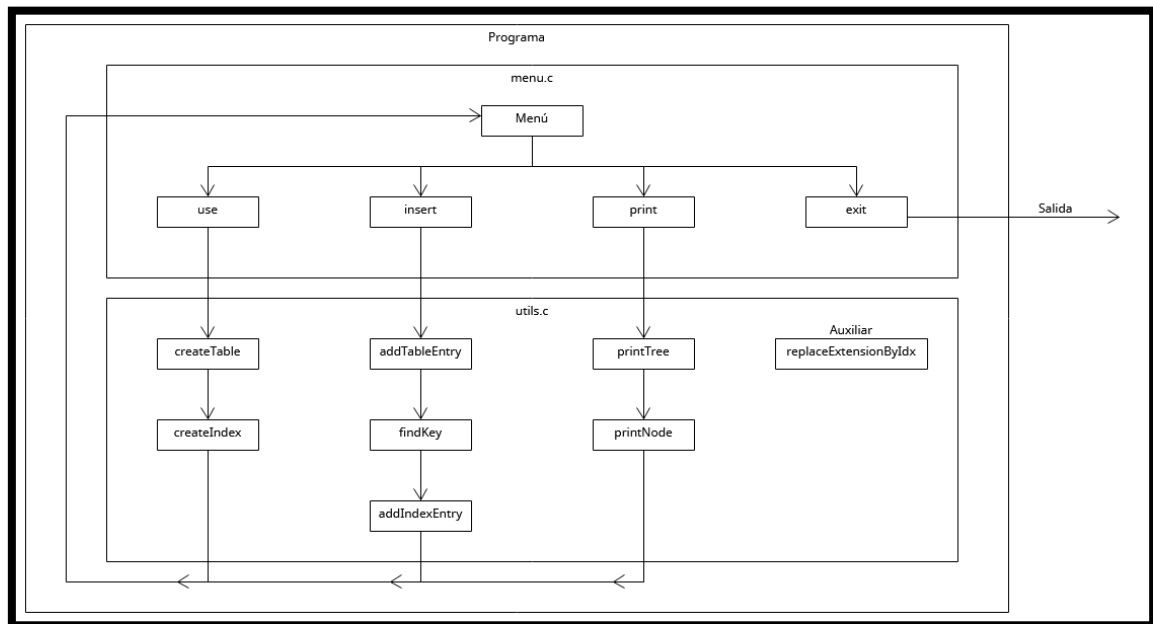 Programa
menu.c
Menú
use
insert
print
exit
Salida
utils.c
createTable
addTableEntry
printTree
Auxiliar
replaceExtensionByIdx
createIndex
findKey
printNode
addIndexEntry